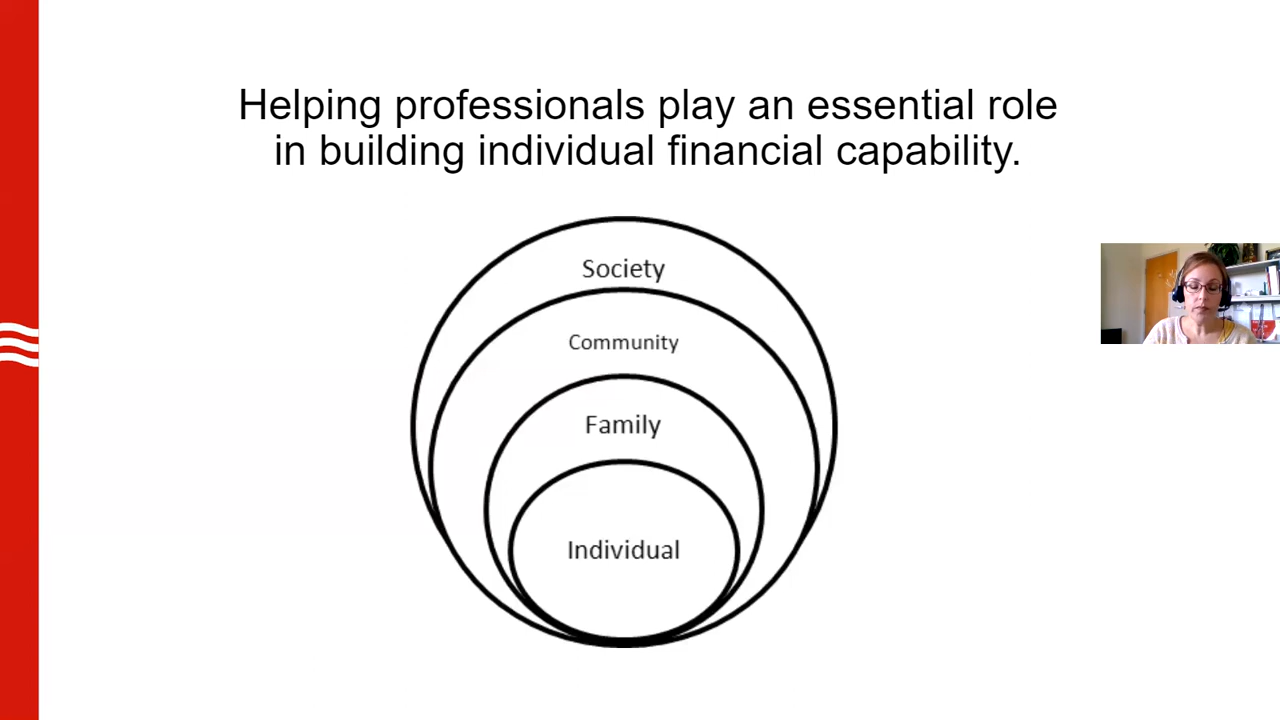 Helping professionals play an essential role
in building individual financial capability.
Society
Community
Family
Individual